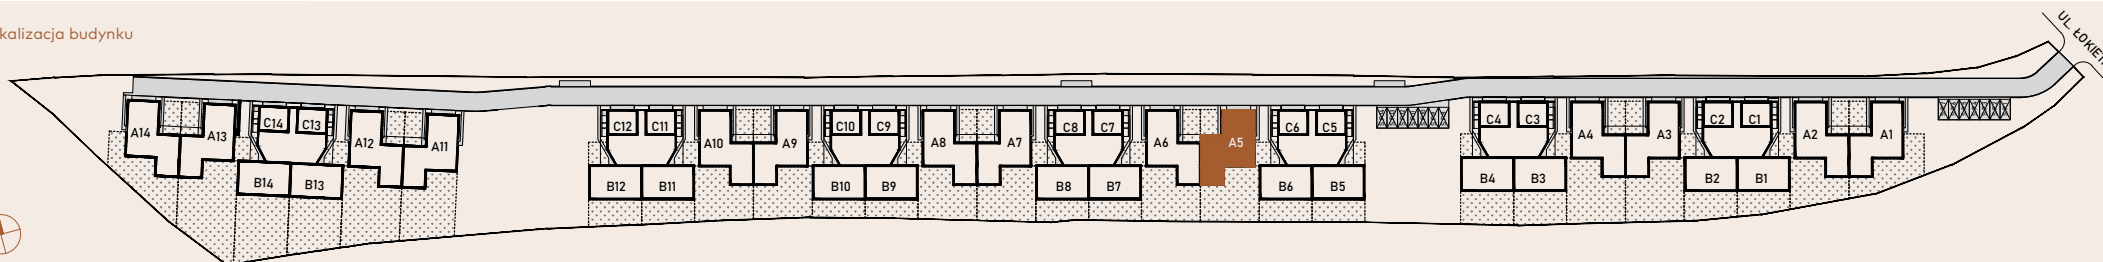 kalizacja budynku
UL. ŁOKIET
A14 A13 C14 C13 A12 A11 C12 C11 A10 A9 C10 C9 A8 A7 C8 C7 A6 A5 C6 C5 C4 C3 A4 A3 C2 C1 A2 A1
B14 B13 B12 B11 B10 B9 B8 B7 B6 B5 B4 B3 B2 B1